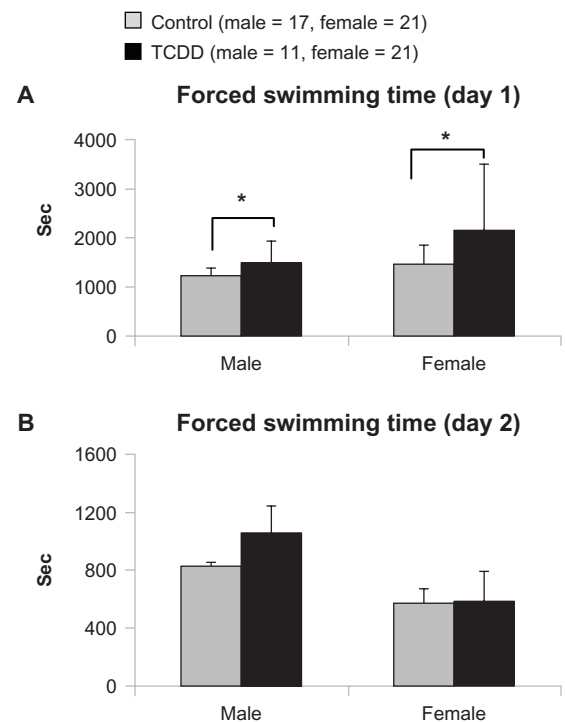 Control (male = 17, female = 21)
TCDD (male = 11, female = 21)
A
Forced swimming time (day 1)
4000
3000
2000
1000
0
Sec
*
*
Male
Female
B
Forced swimming time (day 2)
1600
1200
800
400
0
Sec
Male
Female